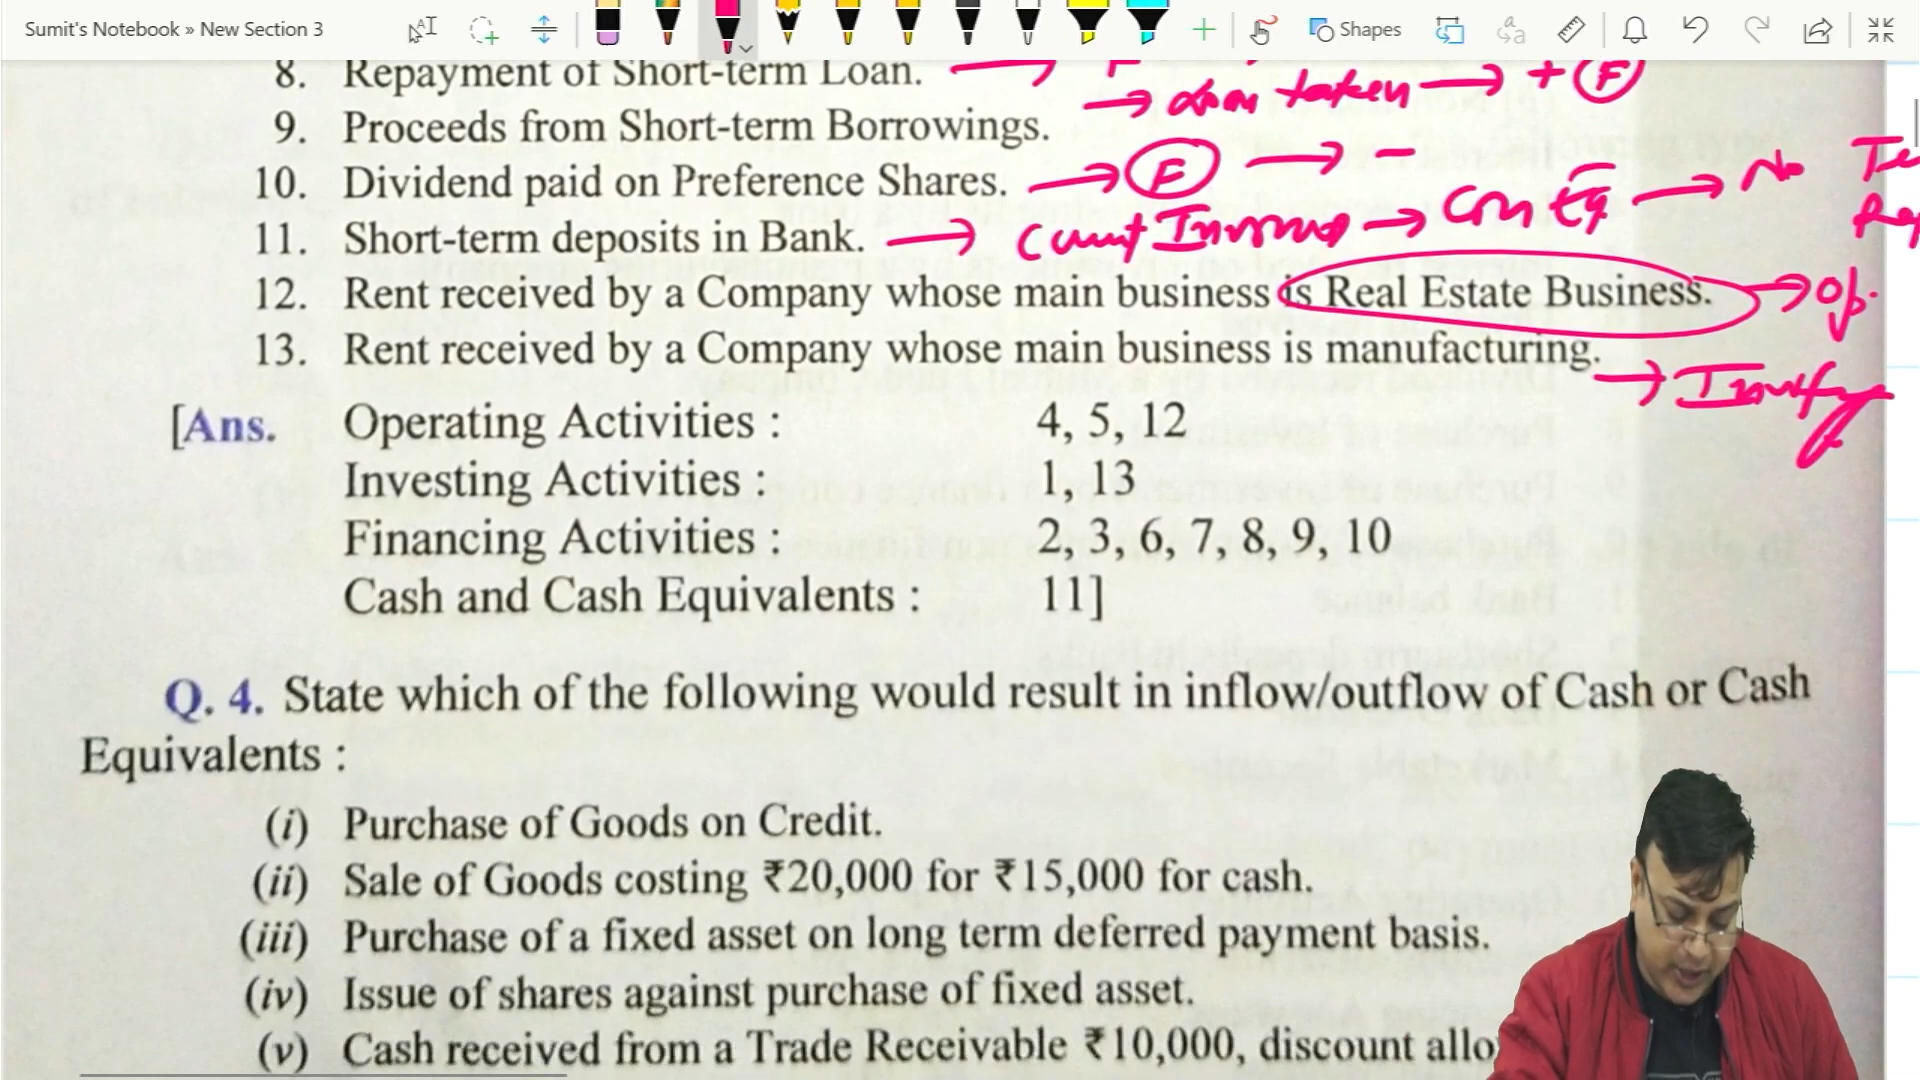 Sumit's Notebook » New Section 3
Shapes
8. Repayment of Short-term Loan.
→ Loan taken → + F
9. Proceeds from Short-term Borrowings.
10. Dividend paid on Preference Shares. → F → -
11. Short-term deposits in Bank. → → → No
12. Rent received by a Company whose main business is Real Estate Business. → Op.
13. Rent received by a Company whose main business is manufacturing.
→
[Ans. Operating Activities : 4, 5, 12
Investing Activities : 1, 13
Financing Activities : 2, 3, 6, 7, 8, 9, 10
Cash and Cash Equivalents : 11]
Q. 4. State which of the following would result in inflow/outflow of Cash or Cash
Equivalents :
(i) Purchase of Goods on Credit.
(ii) Sale of Goods costing ₹20,000 for ₹15,000 for cash.
(iii) Purchase of a fixed asset on long term deferred payment basis.
(iv) Issue of shares against purchase of fixed asset.
(v) Cash received from a Trade Receivable ₹10,000, discount allo